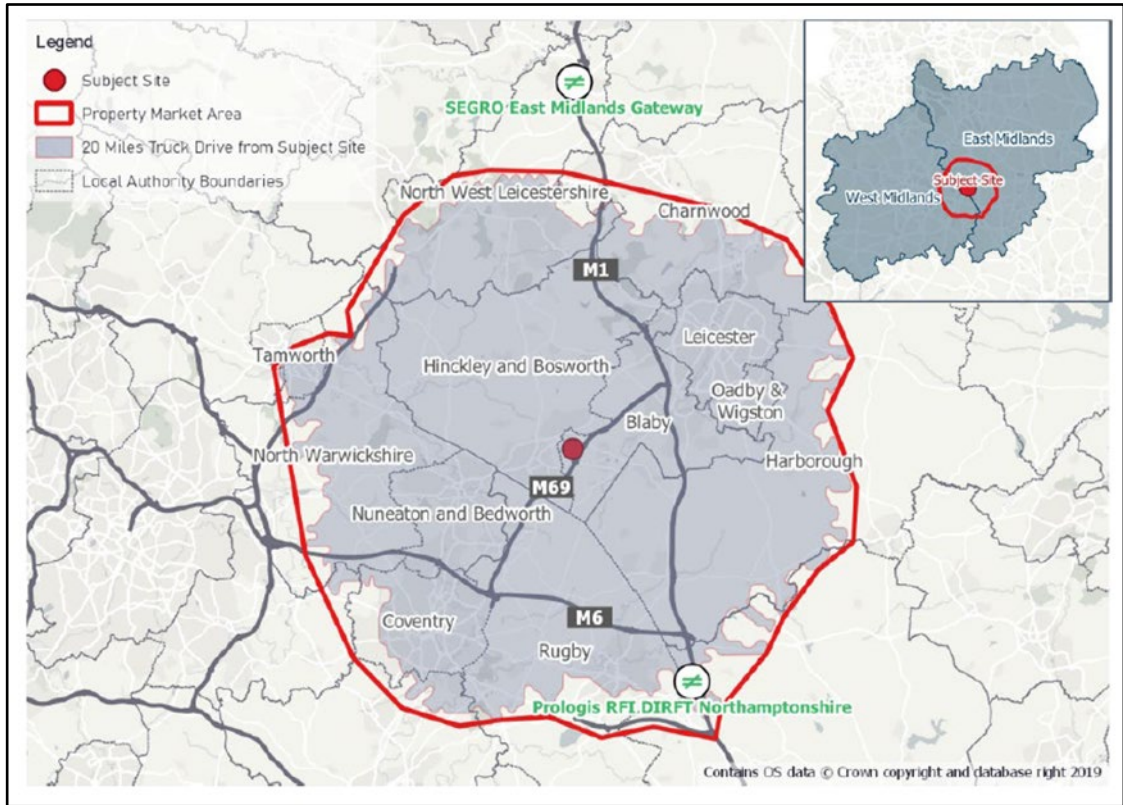 Legend
Subject Site
Property Market Area
20 Miles Truck Drive from Subject Site
Local Authority Boundaries
SEGRO East Midlands Gateway
East Midlands
Subject Site
West Midlands
North West Leicestershire
Charnwood
M1
Leicester
Tamworth
Hinckley and Bosworth
Oadby &
Wigston
Blaby
North Warwickshire
Harborough
M69
Nuneaton and Bedworth
Coventry
M6
Rugby
Prologis RFI DIRFT Northamptonshire
Contains OS data © Crown copyright and database right 2019